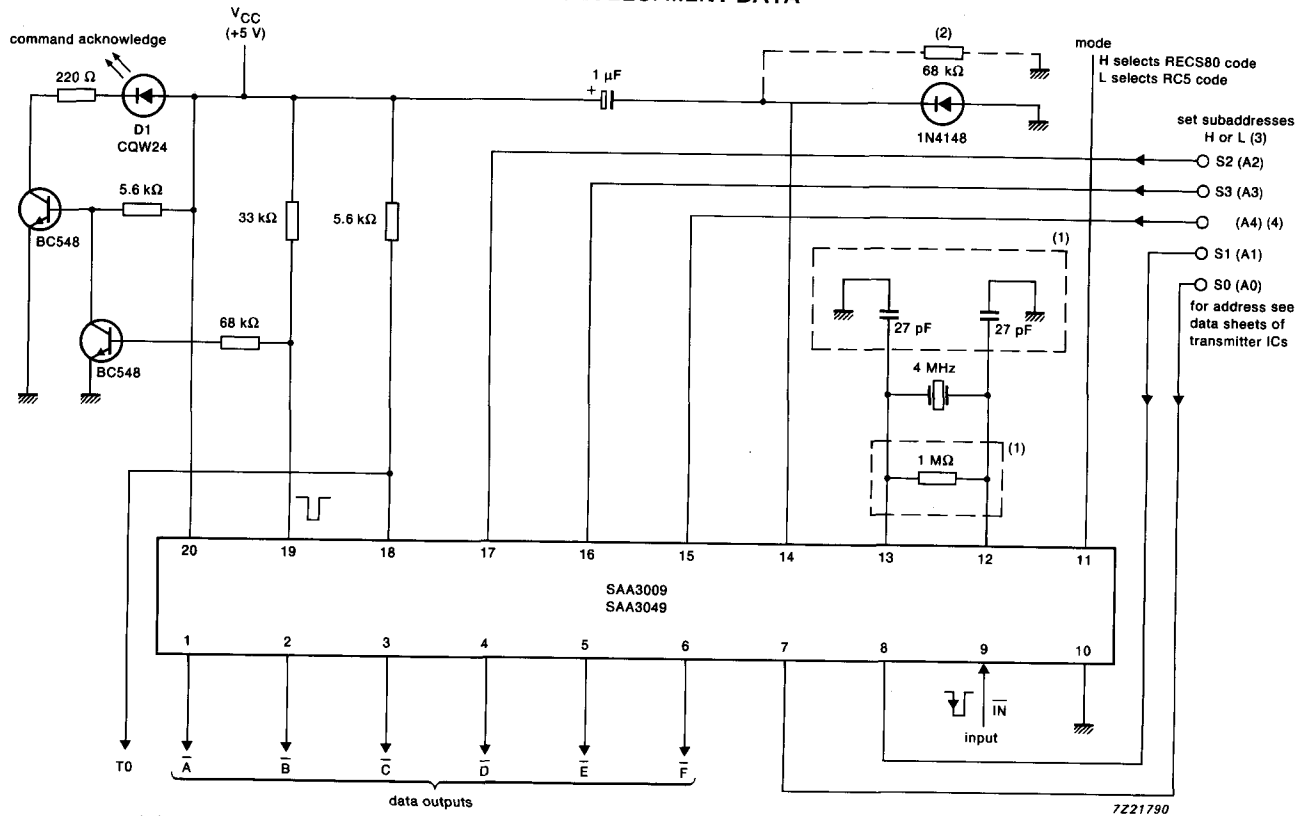 VCC
(+5 V)
command acknowledge
220 Ω
D1
CQW24
1 μF
+
(2)
68 kΩ
1N4148
mode
H selects RECS80 code
L selects RC5 code
set subaddresses
H or L (3)
S2 (A2)
S3 (A3)
(A4) (4)
S1 (A1)
S0 (A0)
for address see
data sheets of
transmitter ICs
5.6 kΩ
BC548
33 kΩ
5.6 kΩ
(1)
27 pF
27 pF
68 kΩ
BC548
4 MHz
(1)
1 MΩ
20 19 18 17 16 15 14 13 12 11
SAA3009
SAA3049
1 2 3 4 5 6 7 8 9 10
IN
input
T0 A B C D E F
data outputs
7Z21790